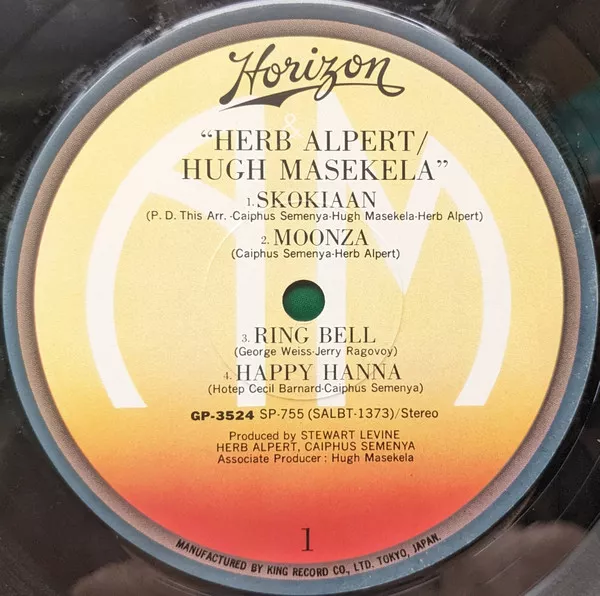 Horizon
"HERB ALPERT/
HUGH MASEKELA"
1. SKOKIAAN
(P. D. This Arr. -Caiphus Semenya-Hugh Masekela-Herb Alpert)
2. MOONZA
(Caiphus Semenya-Herb Alpert)
3. RING BELL
(George Weiss-Jerry Ragovoy)
4. HAPPY HANNA
(Hotep Cecil Barnard-Caiphus Semenya)
GP-3524 SP-755 (SALBT-1373)/Stereo
Produced by STEWART LEVINE
HERB ALPERT, CAIPHUS SEMENYA
Associate Producer : Hugh Masekela
1
MANUFACTURED BY KING RECORD CO., LTD. TOKYO, JAPAN.
A&M